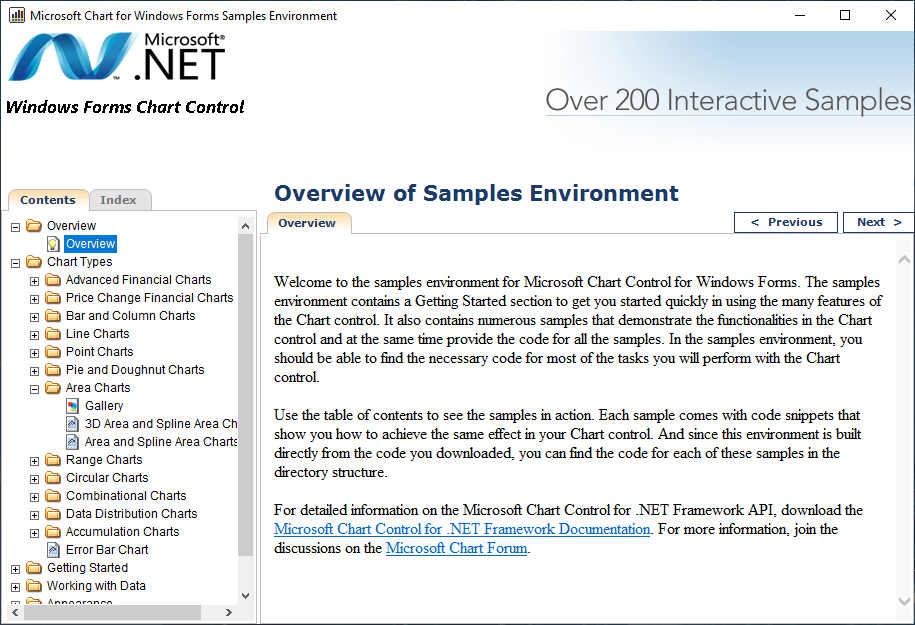 Microsoft Chart for Windows Forms Samples Environment
Microsoft®
.NET
™
Windows Forms Chart Control
Over 200 Interactive Samples
Contents
Index
Overview
Overview
Chart Types
Advanced Financial Charts
Price Change Financial Charts
Bar and Column Charts
Line Charts
Point Charts
Pie and Doughnut Charts
Area Charts
Gallery
3D Area and Spline Area Ch
Area and Spline Area Charts
Range Charts
Circular Charts
Combinational Charts
Data Distribution Charts
Accumulation Charts
Error Bar Chart
Getting Started
Working with Data
Appearance
Overview of Samples Environment
Overview
< Previous
Next >
Welcome to the samples environment for Microsoft Chart Control for Windows Forms. The samples
environment contains a Getting Started section to get you started quickly in using the many features of
the Chart control. It also contains numerous samples that demonstrate the functionalities in the Chart
control and at the same time provide the code for all the samples. In the samples environment, you
should be able to find the necessary code for most of the tasks you will perform with the Chart
control.
Use the table of contents to see the samples in action. Each sample comes with code snippets that
show you how to achieve the same effect in your Chart control. And since this environment is built
directly from the code you downloaded, you can find the code for each of these samples in the
directory structure.
For detailed information on the Microsoft Chart Control for .NET Framework API, download the
Microsoft Chart Control for .NET Framework Documentation. For more information, join the
discussions on the Microsoft Chart Forum.